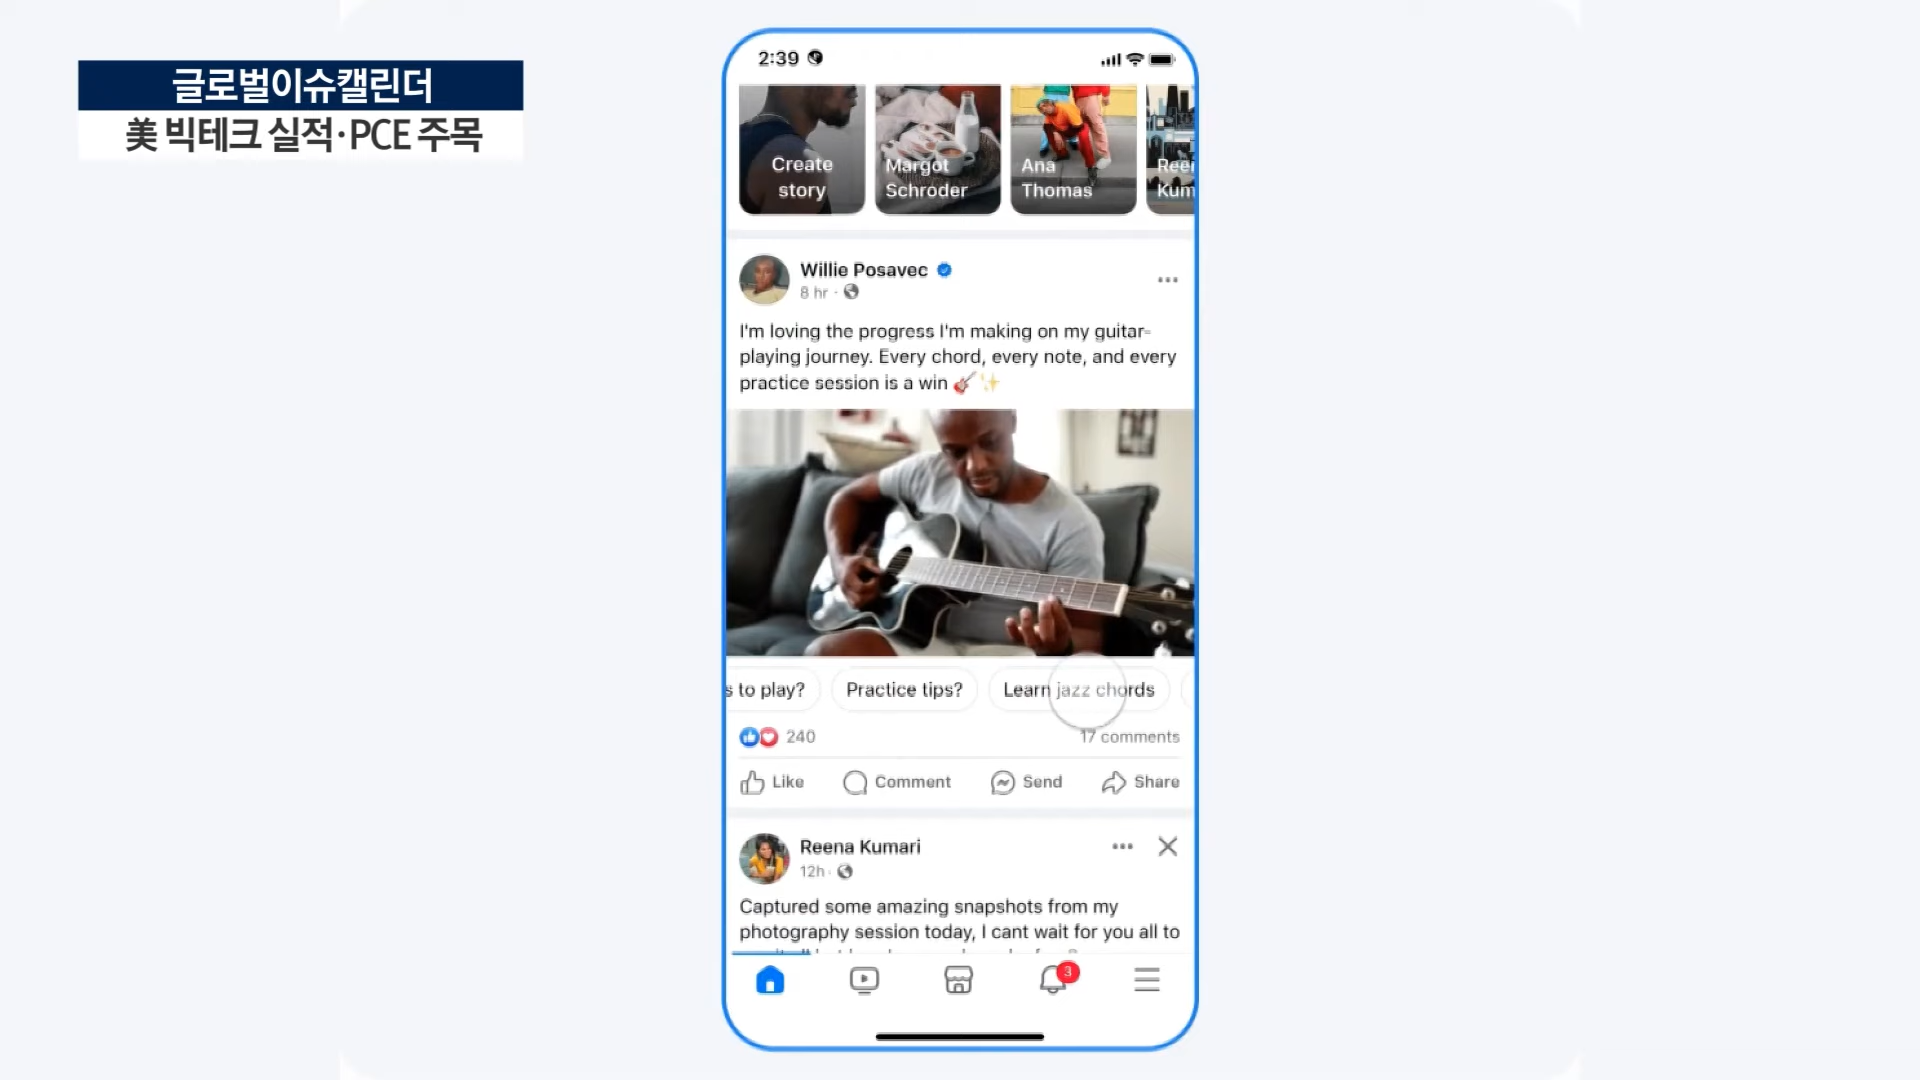 글로벌이슈캘린더
美 빅테크 실적·PCE 주목
2:39
Create
story
Margot
Schroder
Ana
Thomas
Willie Posavec
8 hr ·
I'm loving the progress I'm making on my guitar-
playing journey. Every chord, every note, and every
practice session is a win 🎸✨
s to play?
Practice tips?
Learn jazz chords
240
17 comments
Like
Comment
Send
Share
Reena Kumari
12h ·
Captured some amazing snapshots from my
photography session today, I cant wait for you all to
3